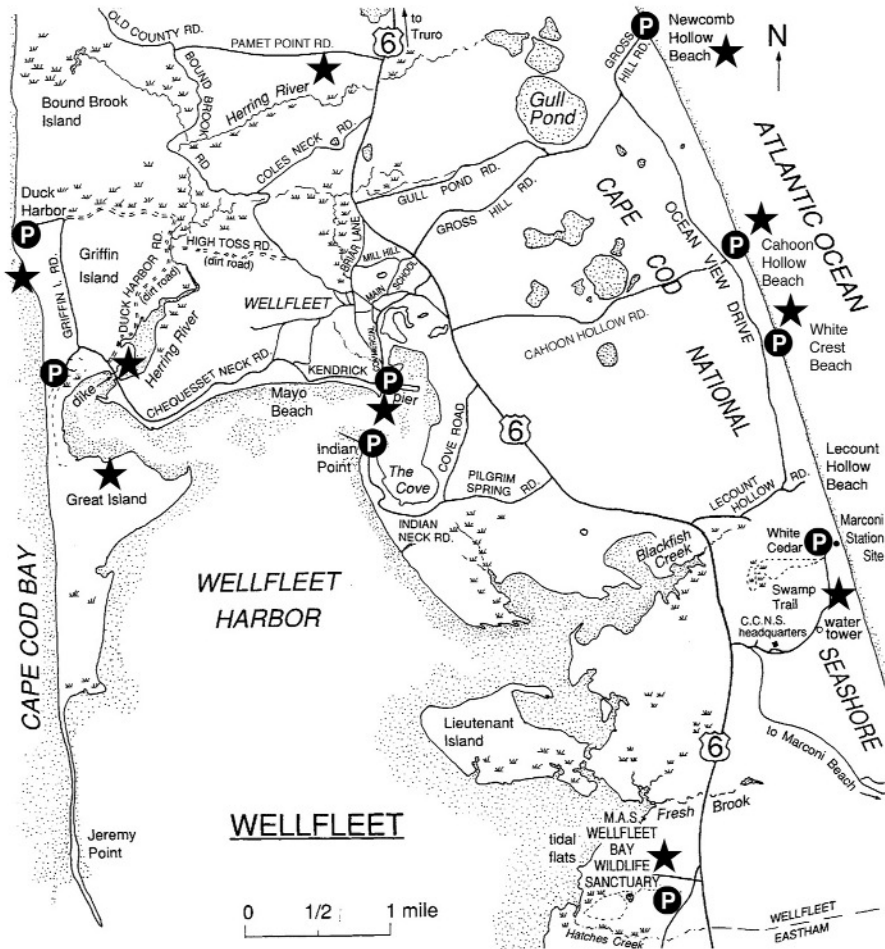 OLD COUNTY RD.
PAMET POINT RD.
6
to
Truro
GROSS
HILL RD.
P
Newcomb
Hollow
Beach
N
BOUND BROOK
RD
Bound Brook
Island
Herring River
Gull
Pond
COLES NECK RD.
ATLANTIC OCEAN
Duck
Harbor
P
GULL POND RD.
GROSS HILL RD.
CAPE
COD
NATIONAL
SEASHORE
OCEAN VIEW DRIVE
P
Cahoon
Hollow
Beach
Griffin
Island
GRIFFIN I. RD.
DUCK HARBOR RD.
(dirt road)
HIGH TOSS RD.
(dirt road)
BRIAR LANE
MILL HILL
MAIN
SCHOOL
WELLFLEET
COMMERCIAL
Herring River
CAHOON HOLLOW RD.
P
White
Crest
Beach
P
dike
CHEQUESSET NECK RD.
KENDRICK
P
pier
Mayo
Beach
Indian
Point
P
The
Cove
COVE ROAD
6
PILGRIM
SPRING RD.
INDIAN
NECK RD.
Great Island
Lecount
Hollow
Beach
LECOUNT
HOLLOW RD.
Blackfish
Creek
White
Cedar
Swamp
Trail
P
Marconi
Station
Site
C.C.N.S.
headquarters
water
tower
CAPE COD BAY
WELLFLEET
HARBOR
Lieutenant
Island
6
to Marconi Beach
Fresh Brook
Jeremy
Point
WELLFLEET
0 1/2 1 mile
tidal
flats
M.A.S.
WELLFLEET
BAY
WILDLIFE
SANCTUARY
P
Hatches Creek
WELLFLEET
EASTHAM